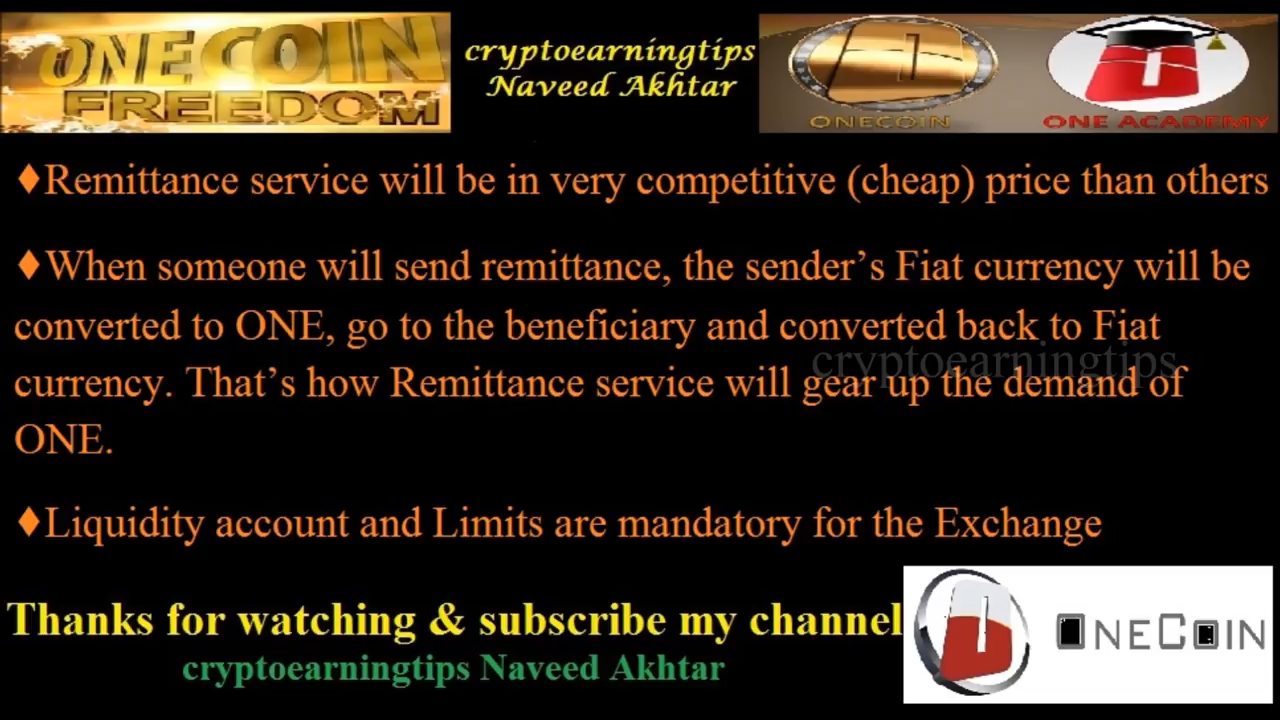 ONE COIN
FREEDOM
cryptoearningtips
Naveed Akhtar
ONECOIN
ONE ACADEMY
♦Remittance service will be in very competitive (cheap) price than others
♦When someone will send remittance, the sender’s Fiat currency will be
converted to ONE, go to the beneficiary and converted back to Fiat
cryptoearningtips
currency. That’s how Remittance service will gear up the demand of
ONE.
♦Liquidity account and Limits are mandatory for the Exchange
Thanks for watching & subscribe my channel
cryptoearningtips Naveed Akhtar
ONECOIN